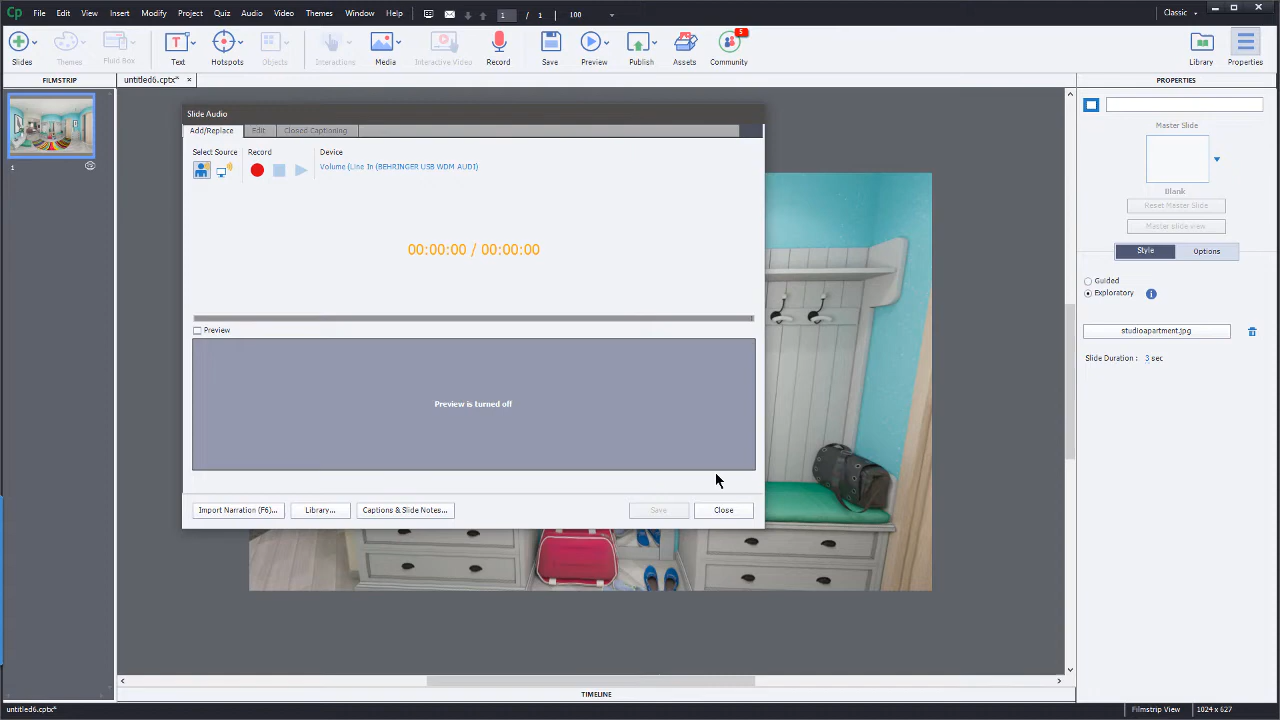 Cp File Edit View Insert Modify Project Quiz Audio Video Themes Window Help 1 / 1 100 Classic
Slides Themes Fluid Box Text Hotspots Objects Interactions Media Interactive Video Record Save Preview Publish Assets 5 Community Library Properties
FILMSTRIP untitled6.cptx* × PROPERTIES
1
Slide Audio
Add/Replace Edit Closed Captioning
Select Source Record Device
Volume (Line In (BEHRINGER USB WDM AUDI)
00:00:00 / 00:00:00
Preview
Preview is turned off
Import Narration (F6)... Library... Captions & Slide Notes... Save Close
Master Slide
Blank
Reset Master Slide
Master slide view
Style Options
Guided
Exploratory i
studioapartment.jpg
Slide Duration : 3 sec
TIMELINE
untitled6.cptx* Filmstrip View 1024 x 627